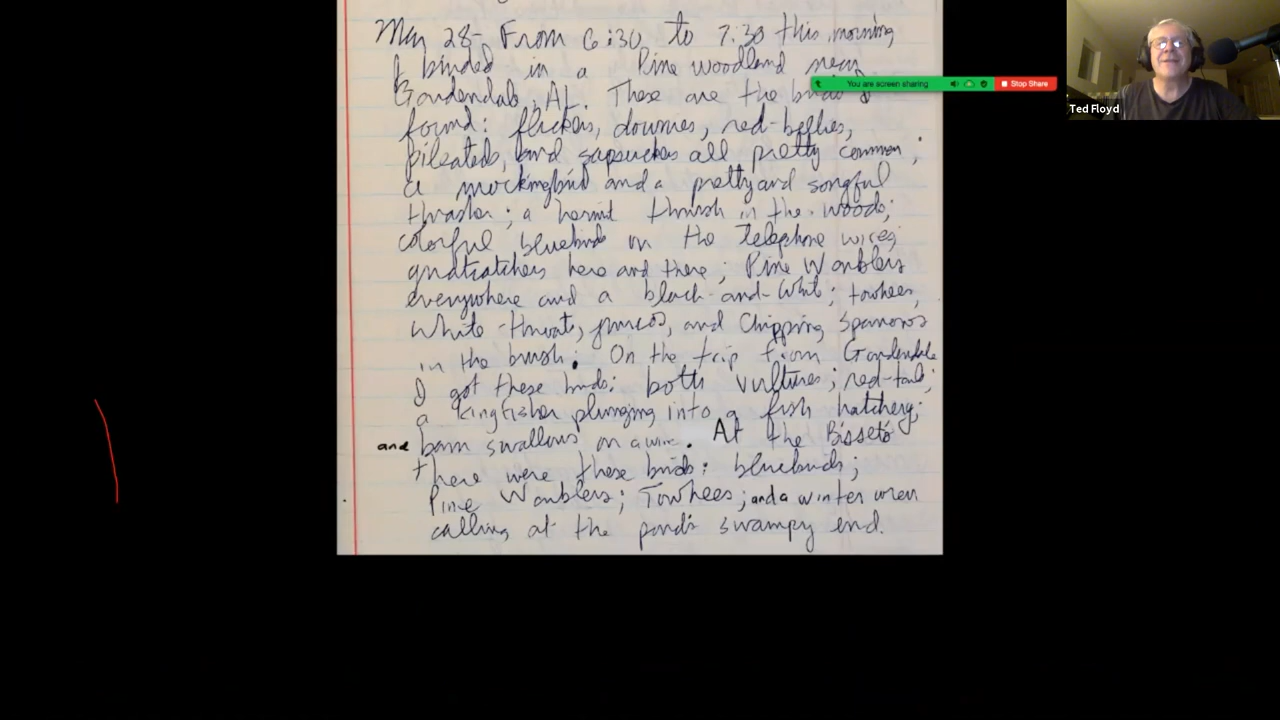 May 28- From 6:30 to 7:30 this morning
I birded in a Pine woodland near
Gardendale, AL. These are the birds I
found: flickers, downies, red-bellies,
pileateds, and sapsuckers all pretty common;
a mockingbird and a pretty and songful
thrasher; a hermit thrush in the woods;
colorful bluebirds on the telephone wires;
gnatcatchers here and there; Pine Warblers
everywhere and a black-and-white; towhees,
White-throats, juncos, and Chipping Sparrows
in the brush. On the trip from Gardendale
I got these birds: both vultures; red-tail;
a kingfisher plunging into a fish hatchery;
and barn swallows on a wire. At the Bissets
there were these birds: bluebirds;
Pine Warblers; Towhees; and a winter wren
calling at the pond's swampy end.
You are screen sharing
Stop Share
Ted Floyd